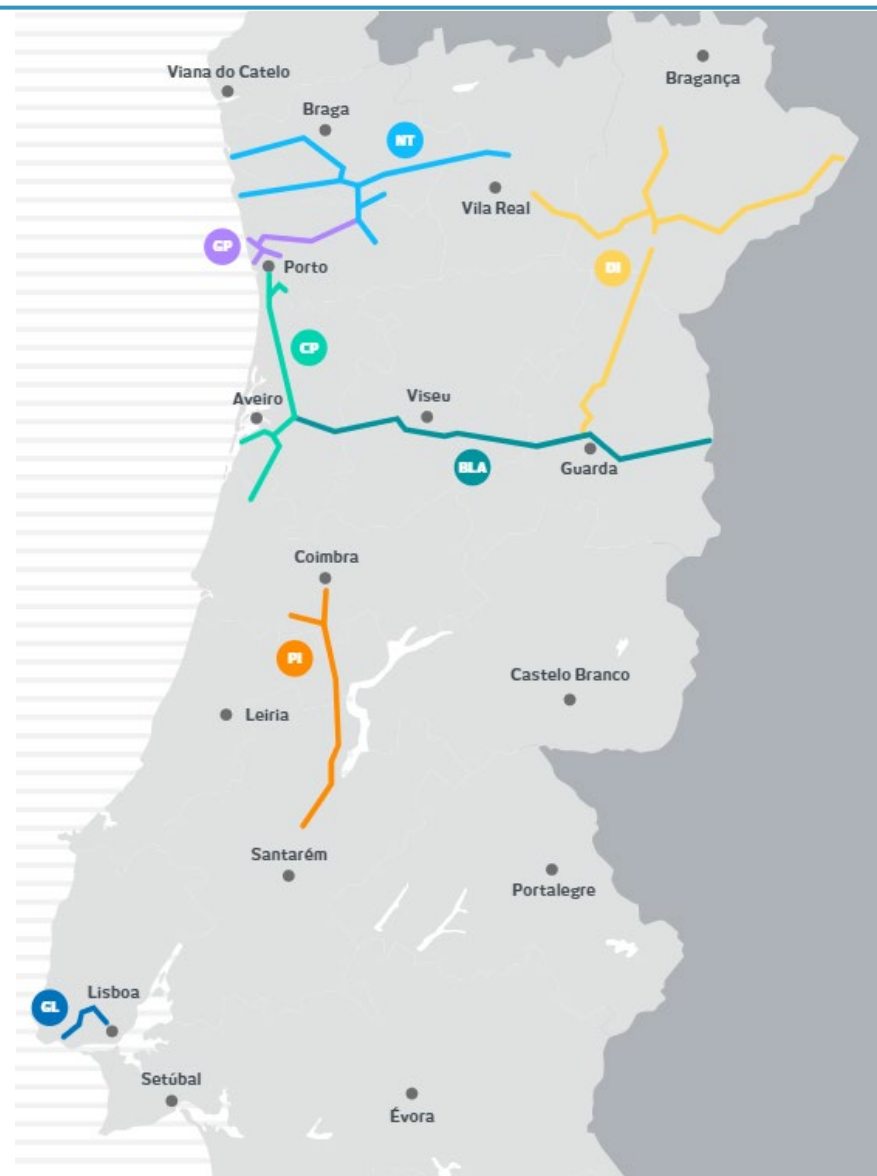 Viana do Catelo
Bragança
Braga
NT
Vila Real
GP
Porto
DI
CP
Aveiro
Viseu
BLA
Guarda
Coimbra
PI
Castelo Branco
Leiria
Santarém
Portalegre
Lisboa
GL
Setúbal
Évora